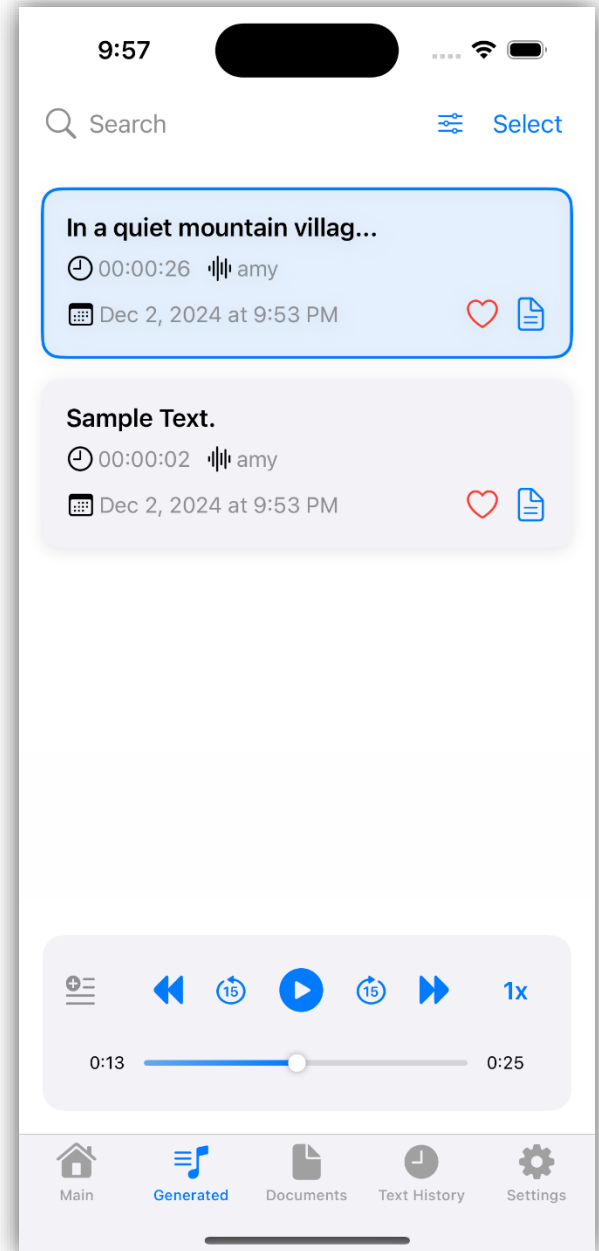 9:57
Search Select
In a quiet mountain villag...
00:00:26 amy
Dec 2, 2024 at 9:53 PM
Sample Text.
00:00:02 amy
Dec 2, 2024 at 9:53 PM
15 15 1x
0:13 0:25
Main Generated Documents Text History Settings